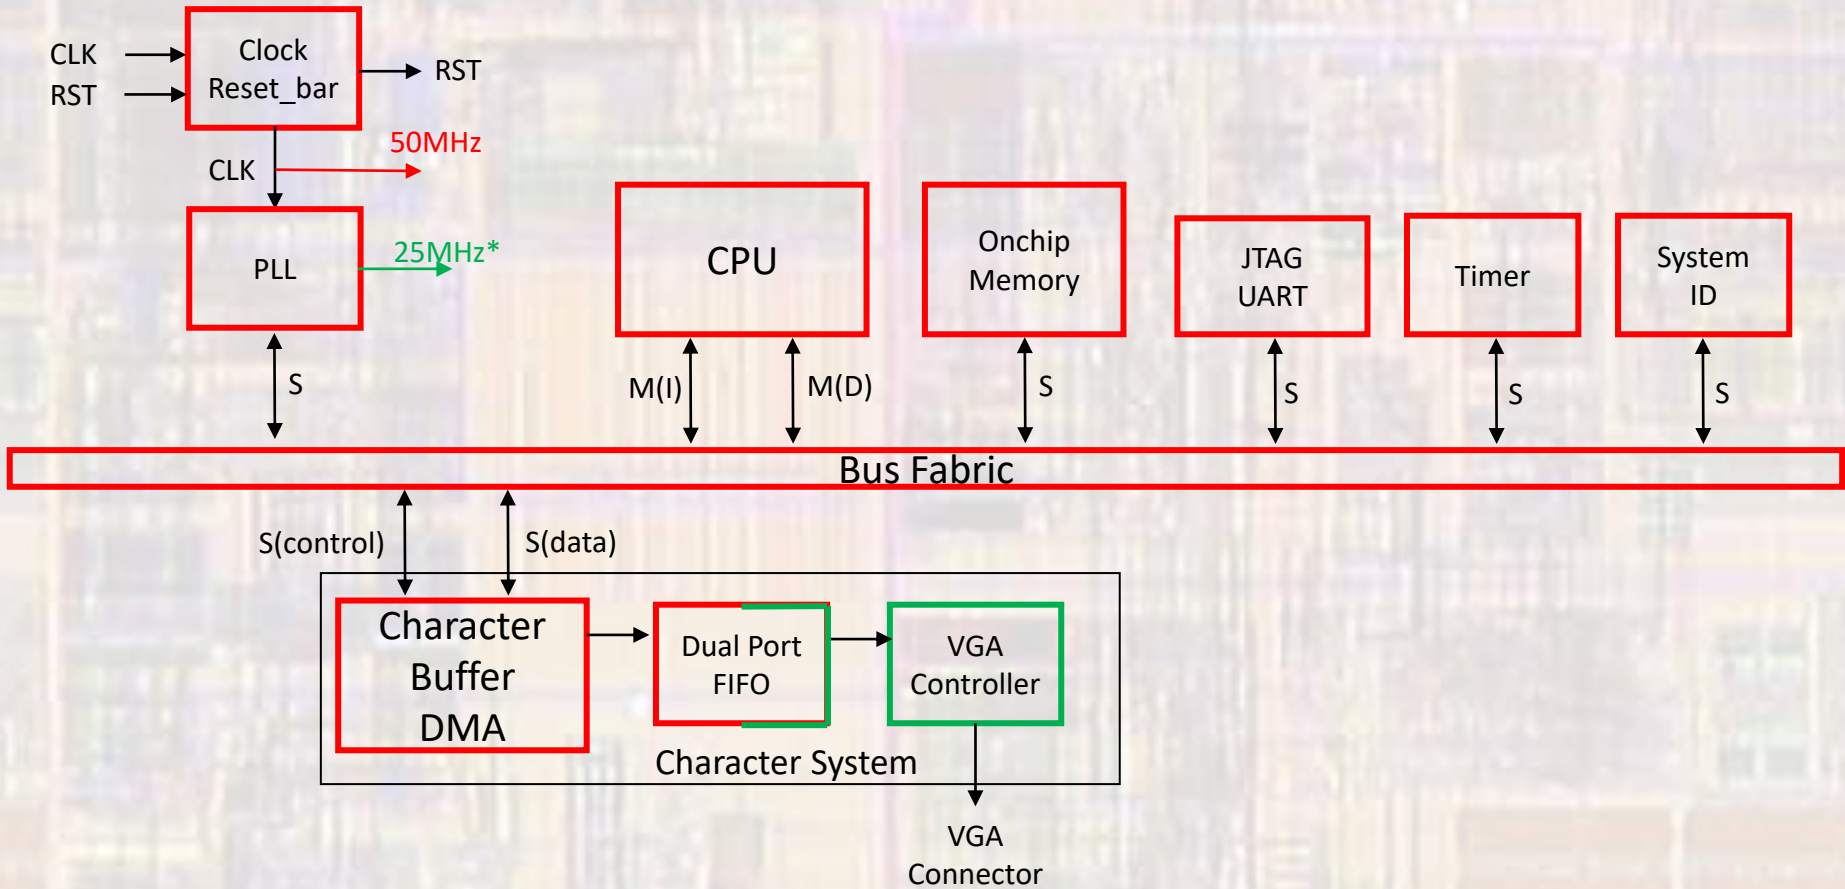 CLK
RST
Clock
Reset_bar
RST
50MHz
CLK
PLL
25MHz*
CPU
Onchip
Memory
JTAG
UART
Timer
System
ID
S
M(I)
M(D)
S
S
S
S
Bus Fabric
S(control)
S(data)
Character
Buffer
DMA
Dual Port
FIFO
VGA
Controller
Character System
VGA
Connector